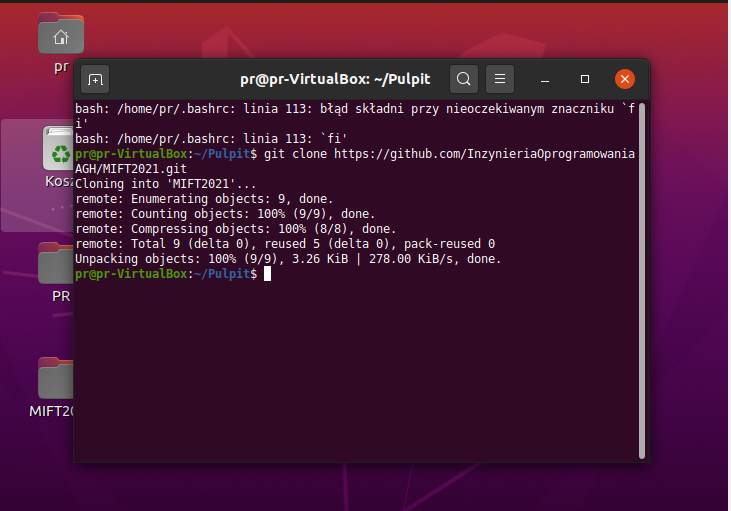 pr
pr@pr-VirtualBox: ~/Pulpit
bash: /home/pr/.bashrc: linia 113: błąd składni przy nieoczekiwanym znaczniku `f
i'
bash: /home/pr/.bashrc: linia 113: `fi'
pr@pr-VirtualBox:~/Pulpit$ git clone https://github.com/InzynieriaOprogramowania
AGH/MIFT2021.git
Cloning into 'MIFT2021'...
remote: Enumerating objects: 9, done.
remote: Counting objects: 100% (9/9), done.
remote: Compressing objects: 100% (8/8), done.
remote: Total 9 (delta 0), reused 5 (delta 0), pack-reused 0
Unpacking objects: 100% (9/9), 3.26 KiB | 278.00 KiB/s, done.
pr@pr-VirtualBox:~/Pulpit$
Kosz
PR
MIFT20